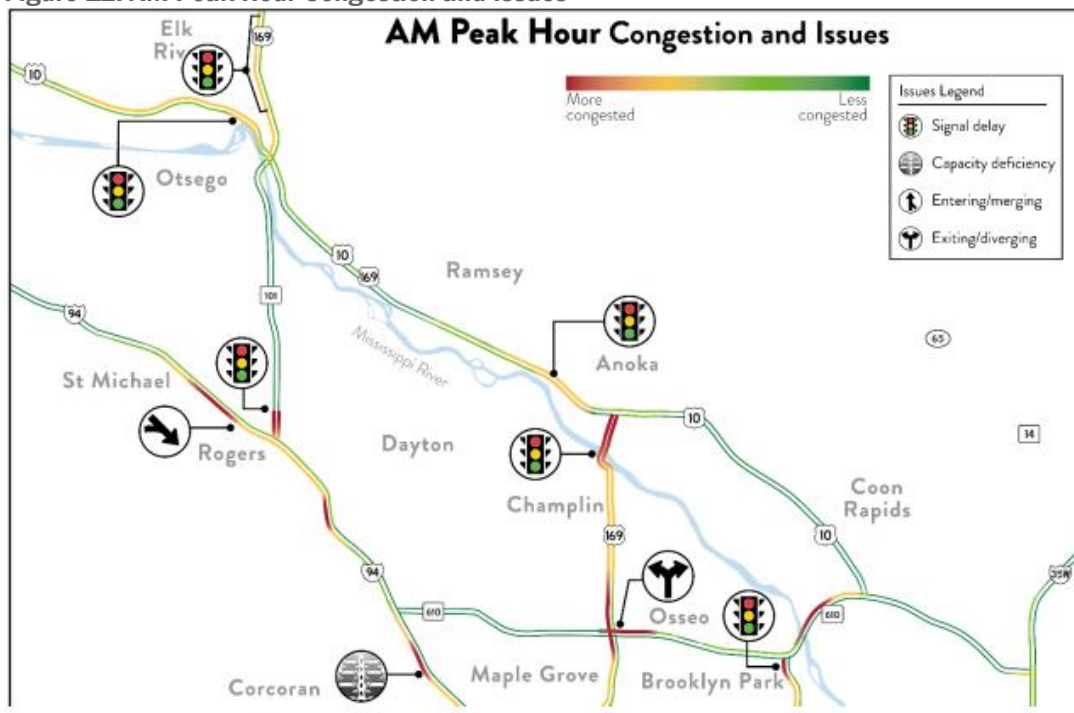 AM Peak Hour Congestion and Issues
Elk
169
10
More
congested
Less
congested
Issues Legend
Signal delay
Capacity deficiency
Entering/merging
Exiting/diverging
Otsego
10
Ramsey
169
101
94
Mississippi River
65
Anoka
St Michael
10
14
Rogers
Dayton
Champlin
Coon
Rapids
169
10
94
35W
610
Osseo
610
Corcoran
Maple Grove
Brooklyn Park